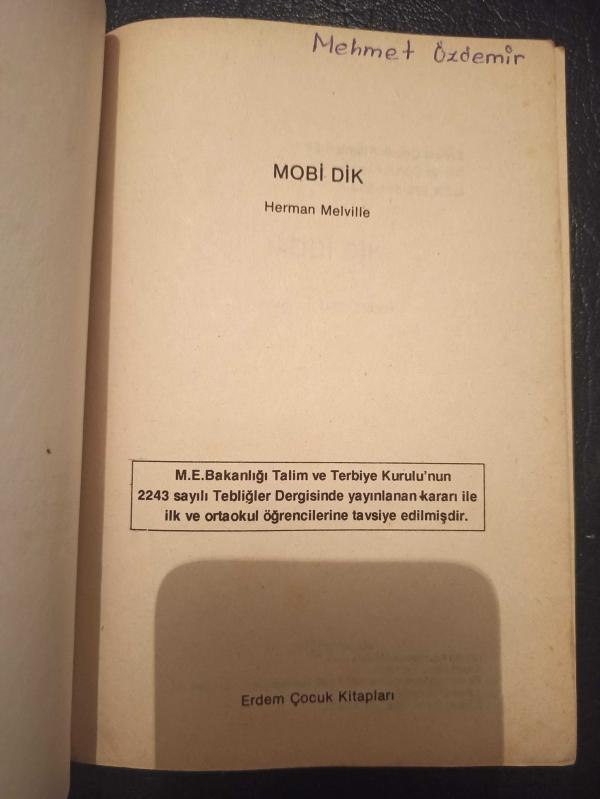 Mehmet Özdemir
MOBİ DİK
Herman Melville
M.E.Bakanlığı Talim ve Terbiye Kurulu'nun
2243 sayılı Tebliğler Dergisinde yayınlanan kararı ile
ilk ve ortaokul öğrencilerine tavsiye edilmişdir.
Erdem Çocuk Kitapları